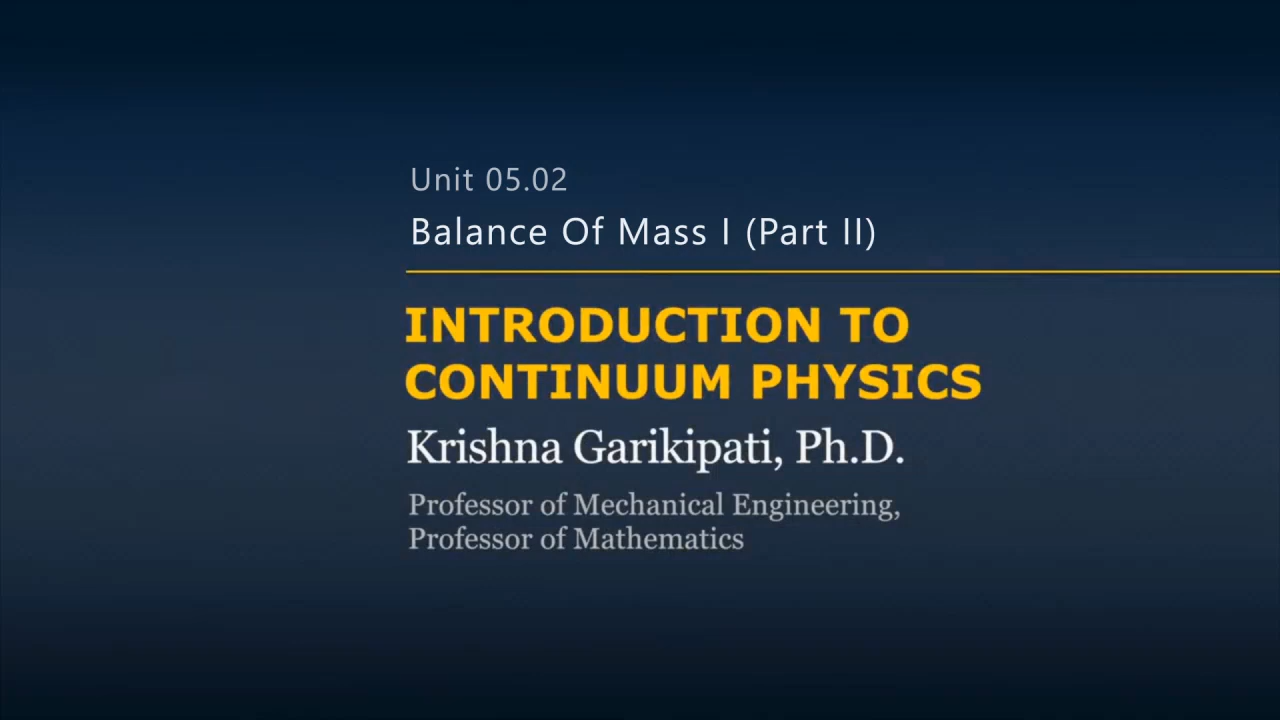 Unit 05.02
Balance Of Mass I (Part II)
INTRODUCTION TO
CONTINUUM PHYSICS
Krishna Garikipati, Ph.D.
Professor of Mechanical Engineering,
Professor of Mathematics